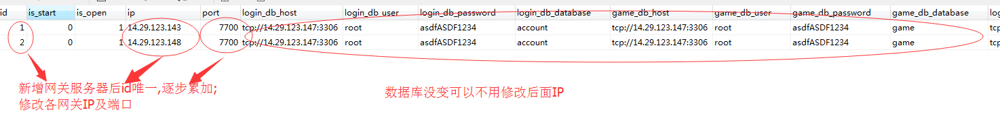 id is_start is_open ip port login_db_host login_db_user login_db_password login_db_database game_db_host game_db_user game_db_password game_db_database log
1 0 1 14.29.123.143 7700 tcp://14.29.123.147:3306 root asdfASDF1234 account tcp://14.29.123.147:3306 root asdfASDF1234 game tcp
2 0 1 14.29.123.148 7700 tcp://14.29.123.147:3306 root asdfASDF1234 account tcp://14.29.123.147:3306 root asdfASDF1234 game tcp
新增网关服务器后id唯一,逐步累加;
修改各网关IP及端口
数据库没变可以不用修改后面IP